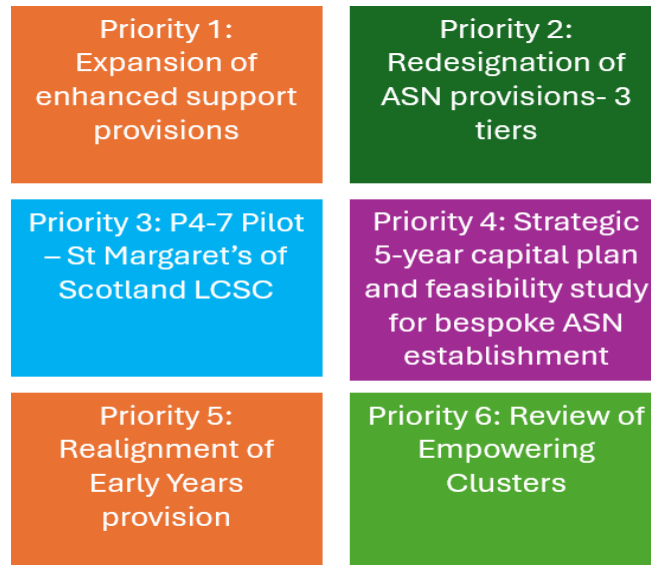 Priority 1:
Expansion of
enhanced support
provisions
Priority 2:
Redesignation of
ASN provisions- 3
tiers
Priority 3: P4-7 Pilot
– St Margaret’s of
Scotland LCSC
Priority 4: Strategic
5-year capital plan
and feasibility study
for bespoke ASN
establishment
Priority 5:
Realignment of
Early Years
provision
Priority 6: Review of
Empowering
Clusters